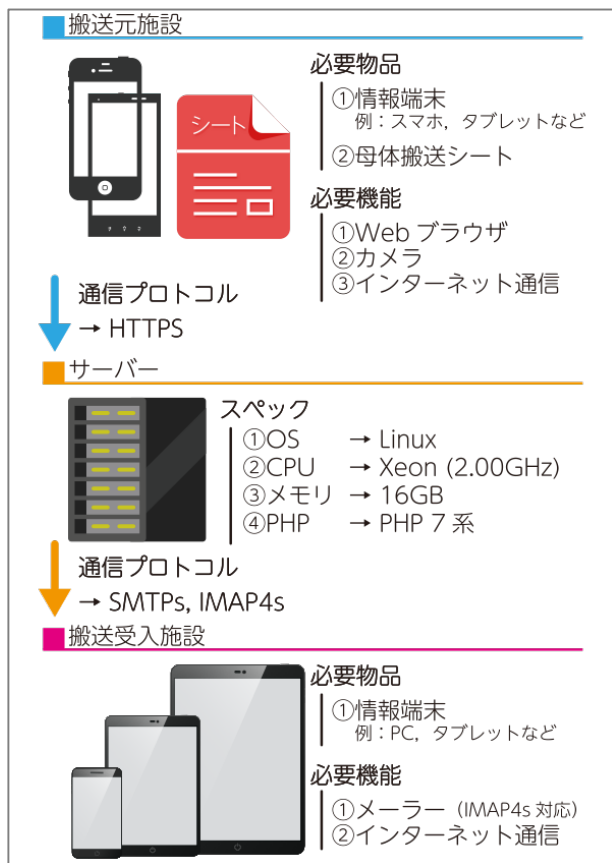 搬送元施設
シート
必要物品
①情報端末
例：スマホ，タブレットなど
②母体搬送シート
必要機能
①Web ブラウザ
②カメラ
③インターネット通信
通信プロトコル
→ HTTPS
サーバー
スペック
①OS → Linux
②CPU → Xeon (2.00GHz)
③メモリ → 16GB
④PHP → PHP 7 系
通信プロトコル
→ SMTPs, IMAP4s
搬送受入施設
必要物品
①情報端末
例：PC，タブレットなど
必要機能
①メーラー（IMAP4s 対応）
②インターネット通信